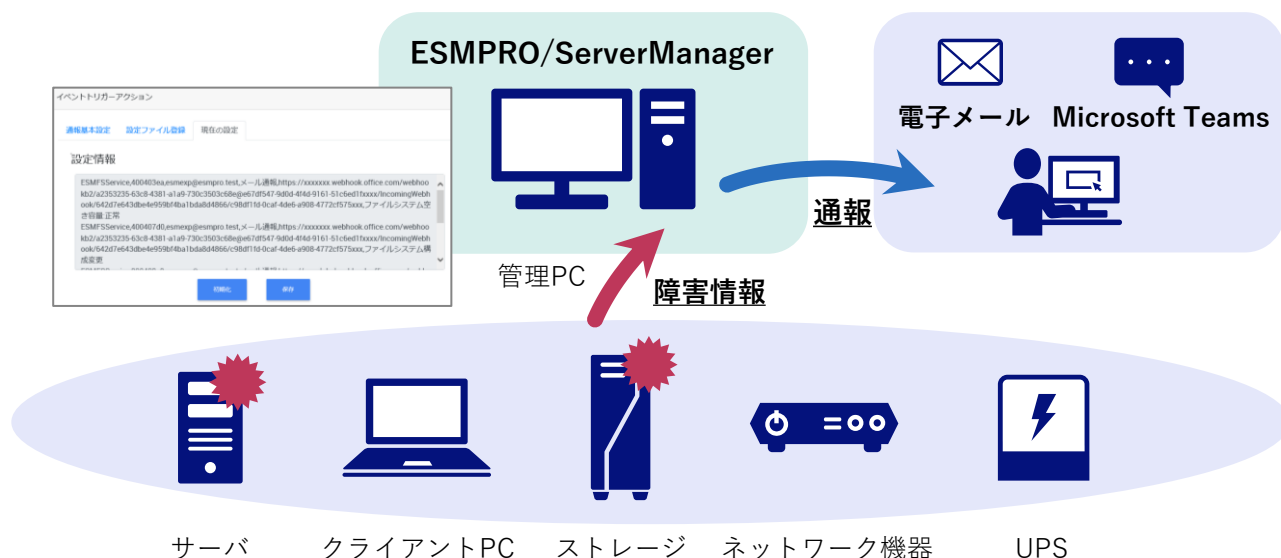 ESMPRO/ServerManager
イベントトリガーアクション
通報基本設定 設定ファイル登録 現在の設定
設定情報
ESMFSService,400403ea,esmexp@esmpro.test,メール通報,https://xxxxxxx.webhook.office.com/webhoo
kb2/a2353235-63c8-4381-a1a9-730c3503c68e@e67df547-9d0d-4f4d-9161-51c6ed1fxxxx/IncomingWebh
ook/642d7e643dbe4e959bf4ba1bda8d4866/c98df1fd-0caf-4de6-a908-4772cf575xxx,ファイルシステム空
き容量 正常
ESMFSService,400407d0,esmexp@esmpro.test,メール通報,https://xxxxxxx.webhook.office.com/webhoo
kb2/a2353235-63c8-4381-a1a9-730c3503c68e@e67df547-9d0d-4f4d-9161-51c6ed1fxxxx/IncomingWebh
ook/642d7e643dbe4e959bf4ba1bda8d4866/c98df1fd-0caf-4de6-a908-4772cf575xxx,ファイルシステム構
成変更
初期化 保存
電子メール Microsoft Teams
通報
管理PC
障害情報
サーバ クライアントPC ストレージ ネットワーク機器 UPS